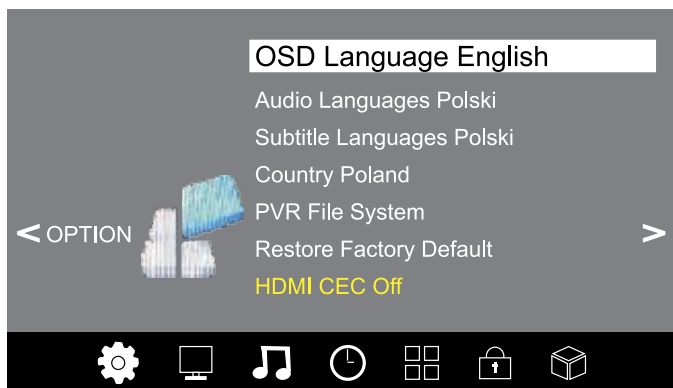 OSD Language English
Audio Languages Polski
Subtitle Languages Polski
Country Poland
PVR File System
< OPTION >
Restore Factory Default
HDMI CEC Off